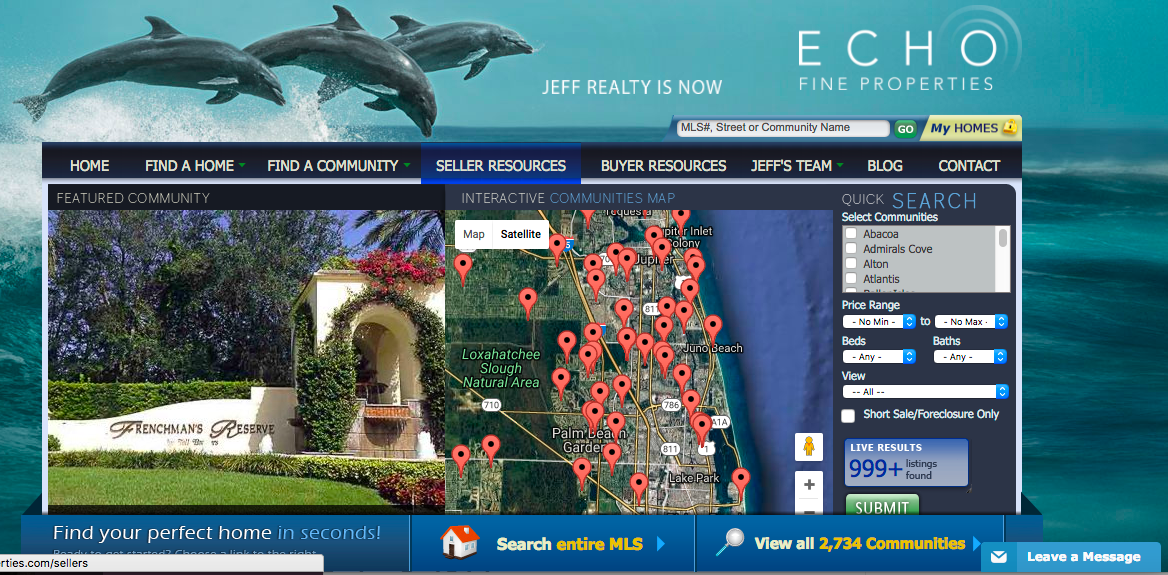 ECHO
FINE PROPERTIES
JEFF REALTY IS NOW
MLS#, Street or Community Name
GO
My HOMES
HOME
FIND A HOME
FIND A COMMUNITY
SELLER RESOURCES
BUYER RESOURCES
JEFF'S TEAM
BLOG
CONTACT
FEATURED COMMUNITY
FRENCHMAN'S RESERVE
INTERACTIVE COMMUNITIES MAP
Map
Satellite
Jupiter
Juno Beach
Loxahatchee
Slough
Natural Area
811
710
786
A1A
Palm Beach
Gardens
811
1
Lake Park
QUICK SEARCH
Select Communities
Abacoa
Admirals Cove
Alton
Atlantis
Price Range
- No Min - to - No Max -
Beds
Baths
- Any -
- Any -
View
-- All --
Short Sale/Foreclosure Only
LIVE RESULTS
999+ listings
found
SUBMIT
Find your perfect home in seconds!
Ready to get started? Choose a link to the right
Search entire MLS
View all 2,734 Communities
Leave a Message
erties.com/sellers